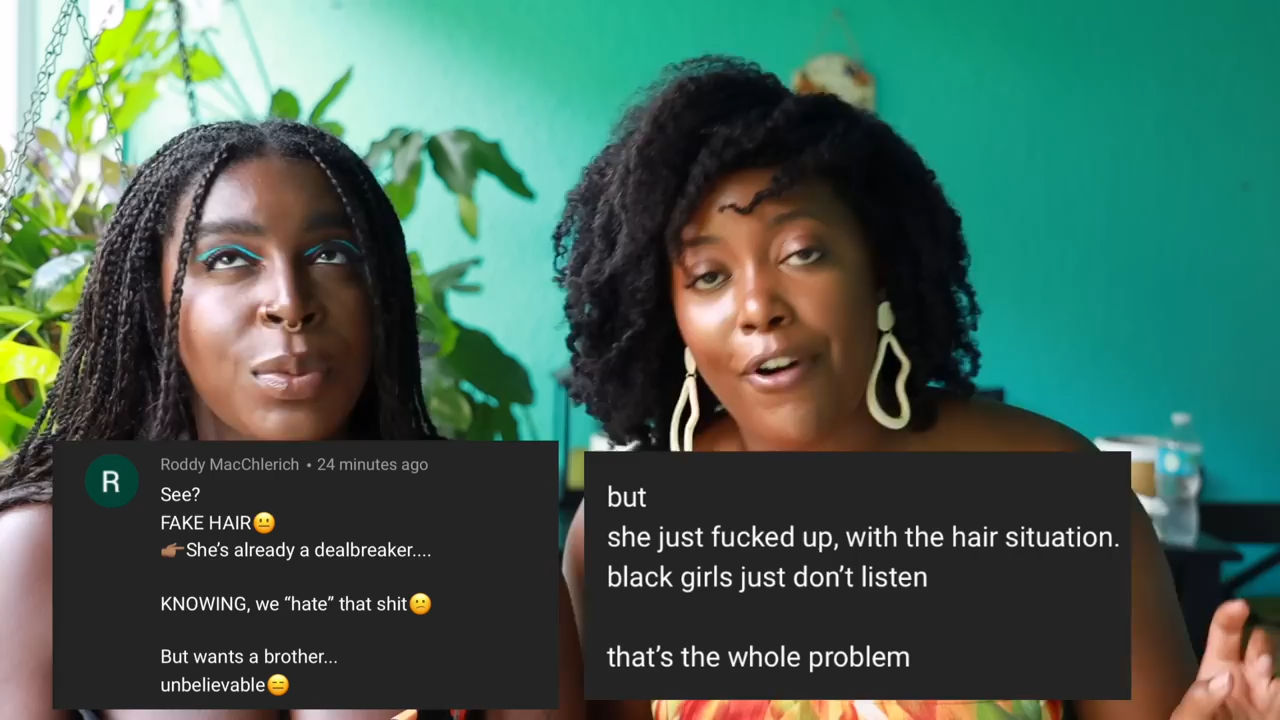 R
Roddy MacChlerich • 24 minutes ago
See?
FAKE HAIR😐
👉🏽She's already a dealbreaker....
KNOWING, we “hate” that shit😕
But wants a brother...
unbelievable😑
but
she just fucked up, with the hair situation.
black girls just don't listen
that's the whole problem